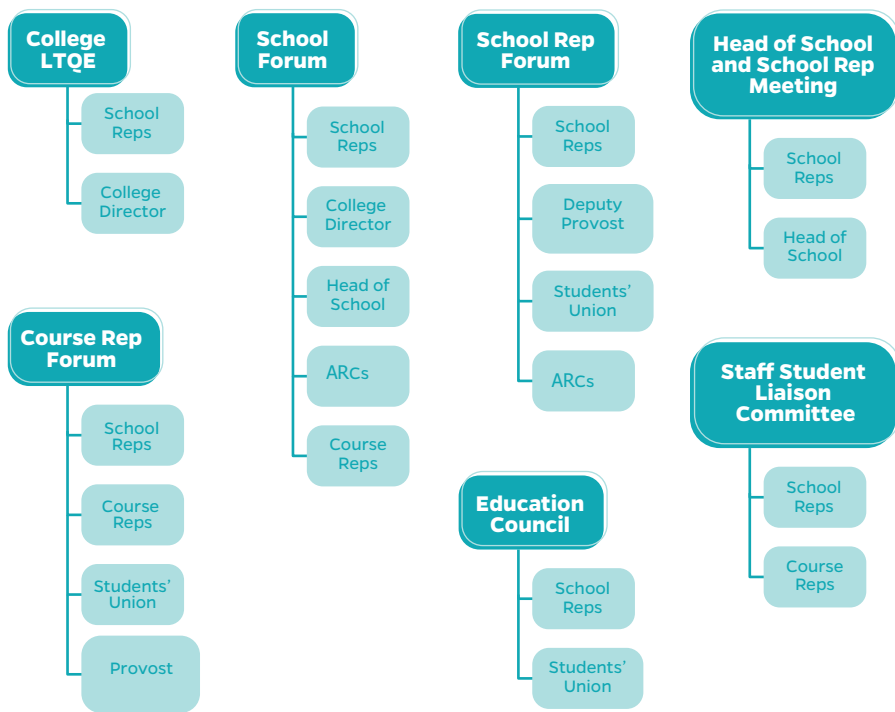 College
LTQE
School
Reps
College
Director
School
Forum
School
Reps
College
Director
Head of
School
ARCs
Course
Reps
School Rep
Forum
School
Reps
Deputy
Provost
Students’
Union
ARCs
Head of School
and School Rep
Meeting
School
Reps
Head of
School
Course Rep
Forum
School
Reps
Course
Reps
Students’
Union
Provost
Education
Council
School
Reps
Students’
Union
Staff Student
Liaison
Committee
School
Reps
Course
Reps